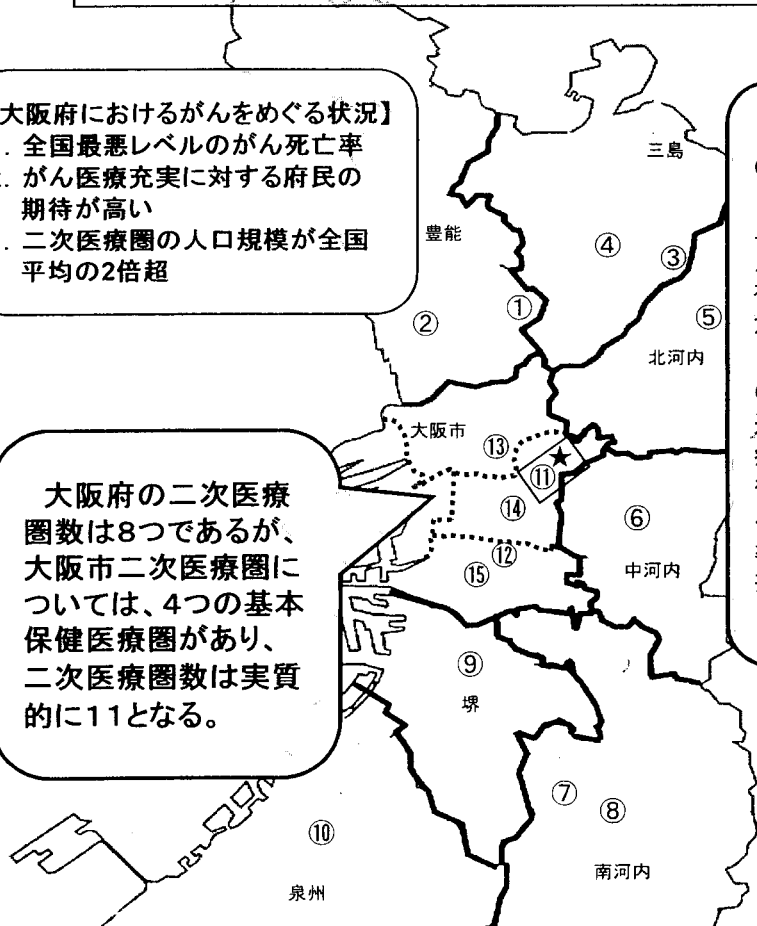 大阪府におけるがんをめぐる状況】
. 全国最悪レベルのがん死亡率
. がん医療充実に対する府民の
期待が高い
. 二次医療圏の人口規模が全国
平均の2倍超
三島
豊能
④
③
①
②
⑤
北河内
大阪市
⑬
★
⑪
⑭
⑥
⑫
⑮
中河内
大阪府の二次医療
圏数は8つであるが、
大阪市二次医療圏に
ついては、4つの基本
保健医療圏があり、
二次医療圏数は実質
的に11となる。
⑨
堺
⑦
⑧
⑩
南河内
泉州